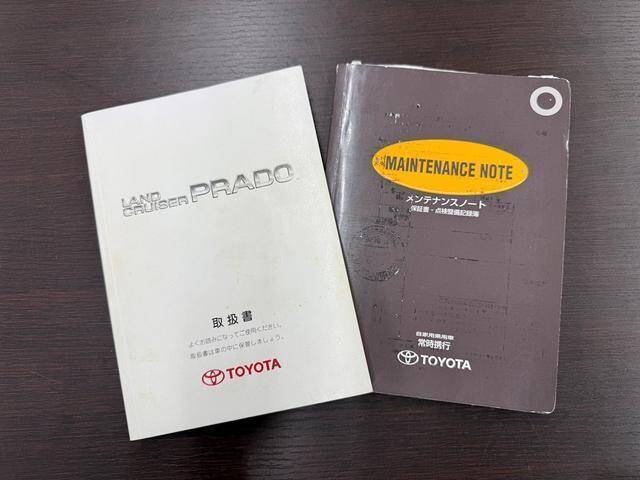 LAND
CRUISER PRADO
取扱書
よくお読みになってご使用ください。
取扱書は車の中に保管しましょう。
TOYOTA
MAINTENANCE NOTE
メンテナンスノート
保証書・点検整備記録簿
自家用乗用車
常時携行
TOYOTA